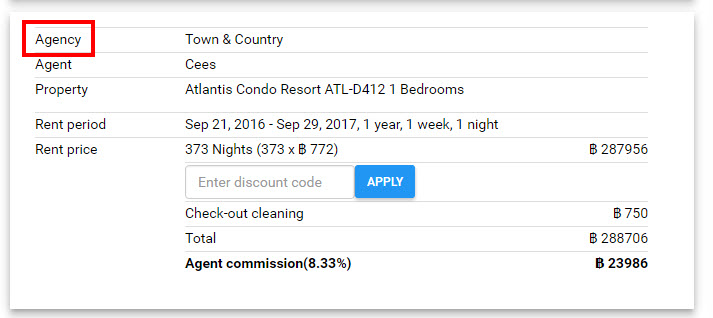 Agency Town & Country
Agent Cees
Property Atlantis Condo Resort ATL-D412 1 Bedrooms
Rent period Sep 21, 2016 - Sep 29, 2017, 1 year, 1 week, 1 night
Rent price 373 Nights (373 x ฿ 772) ฿ 287956
Enter discount code APPLY
Check-out cleaning ฿ 750
Total ฿ 288706
Agent commission(8.33%) ฿ 23986